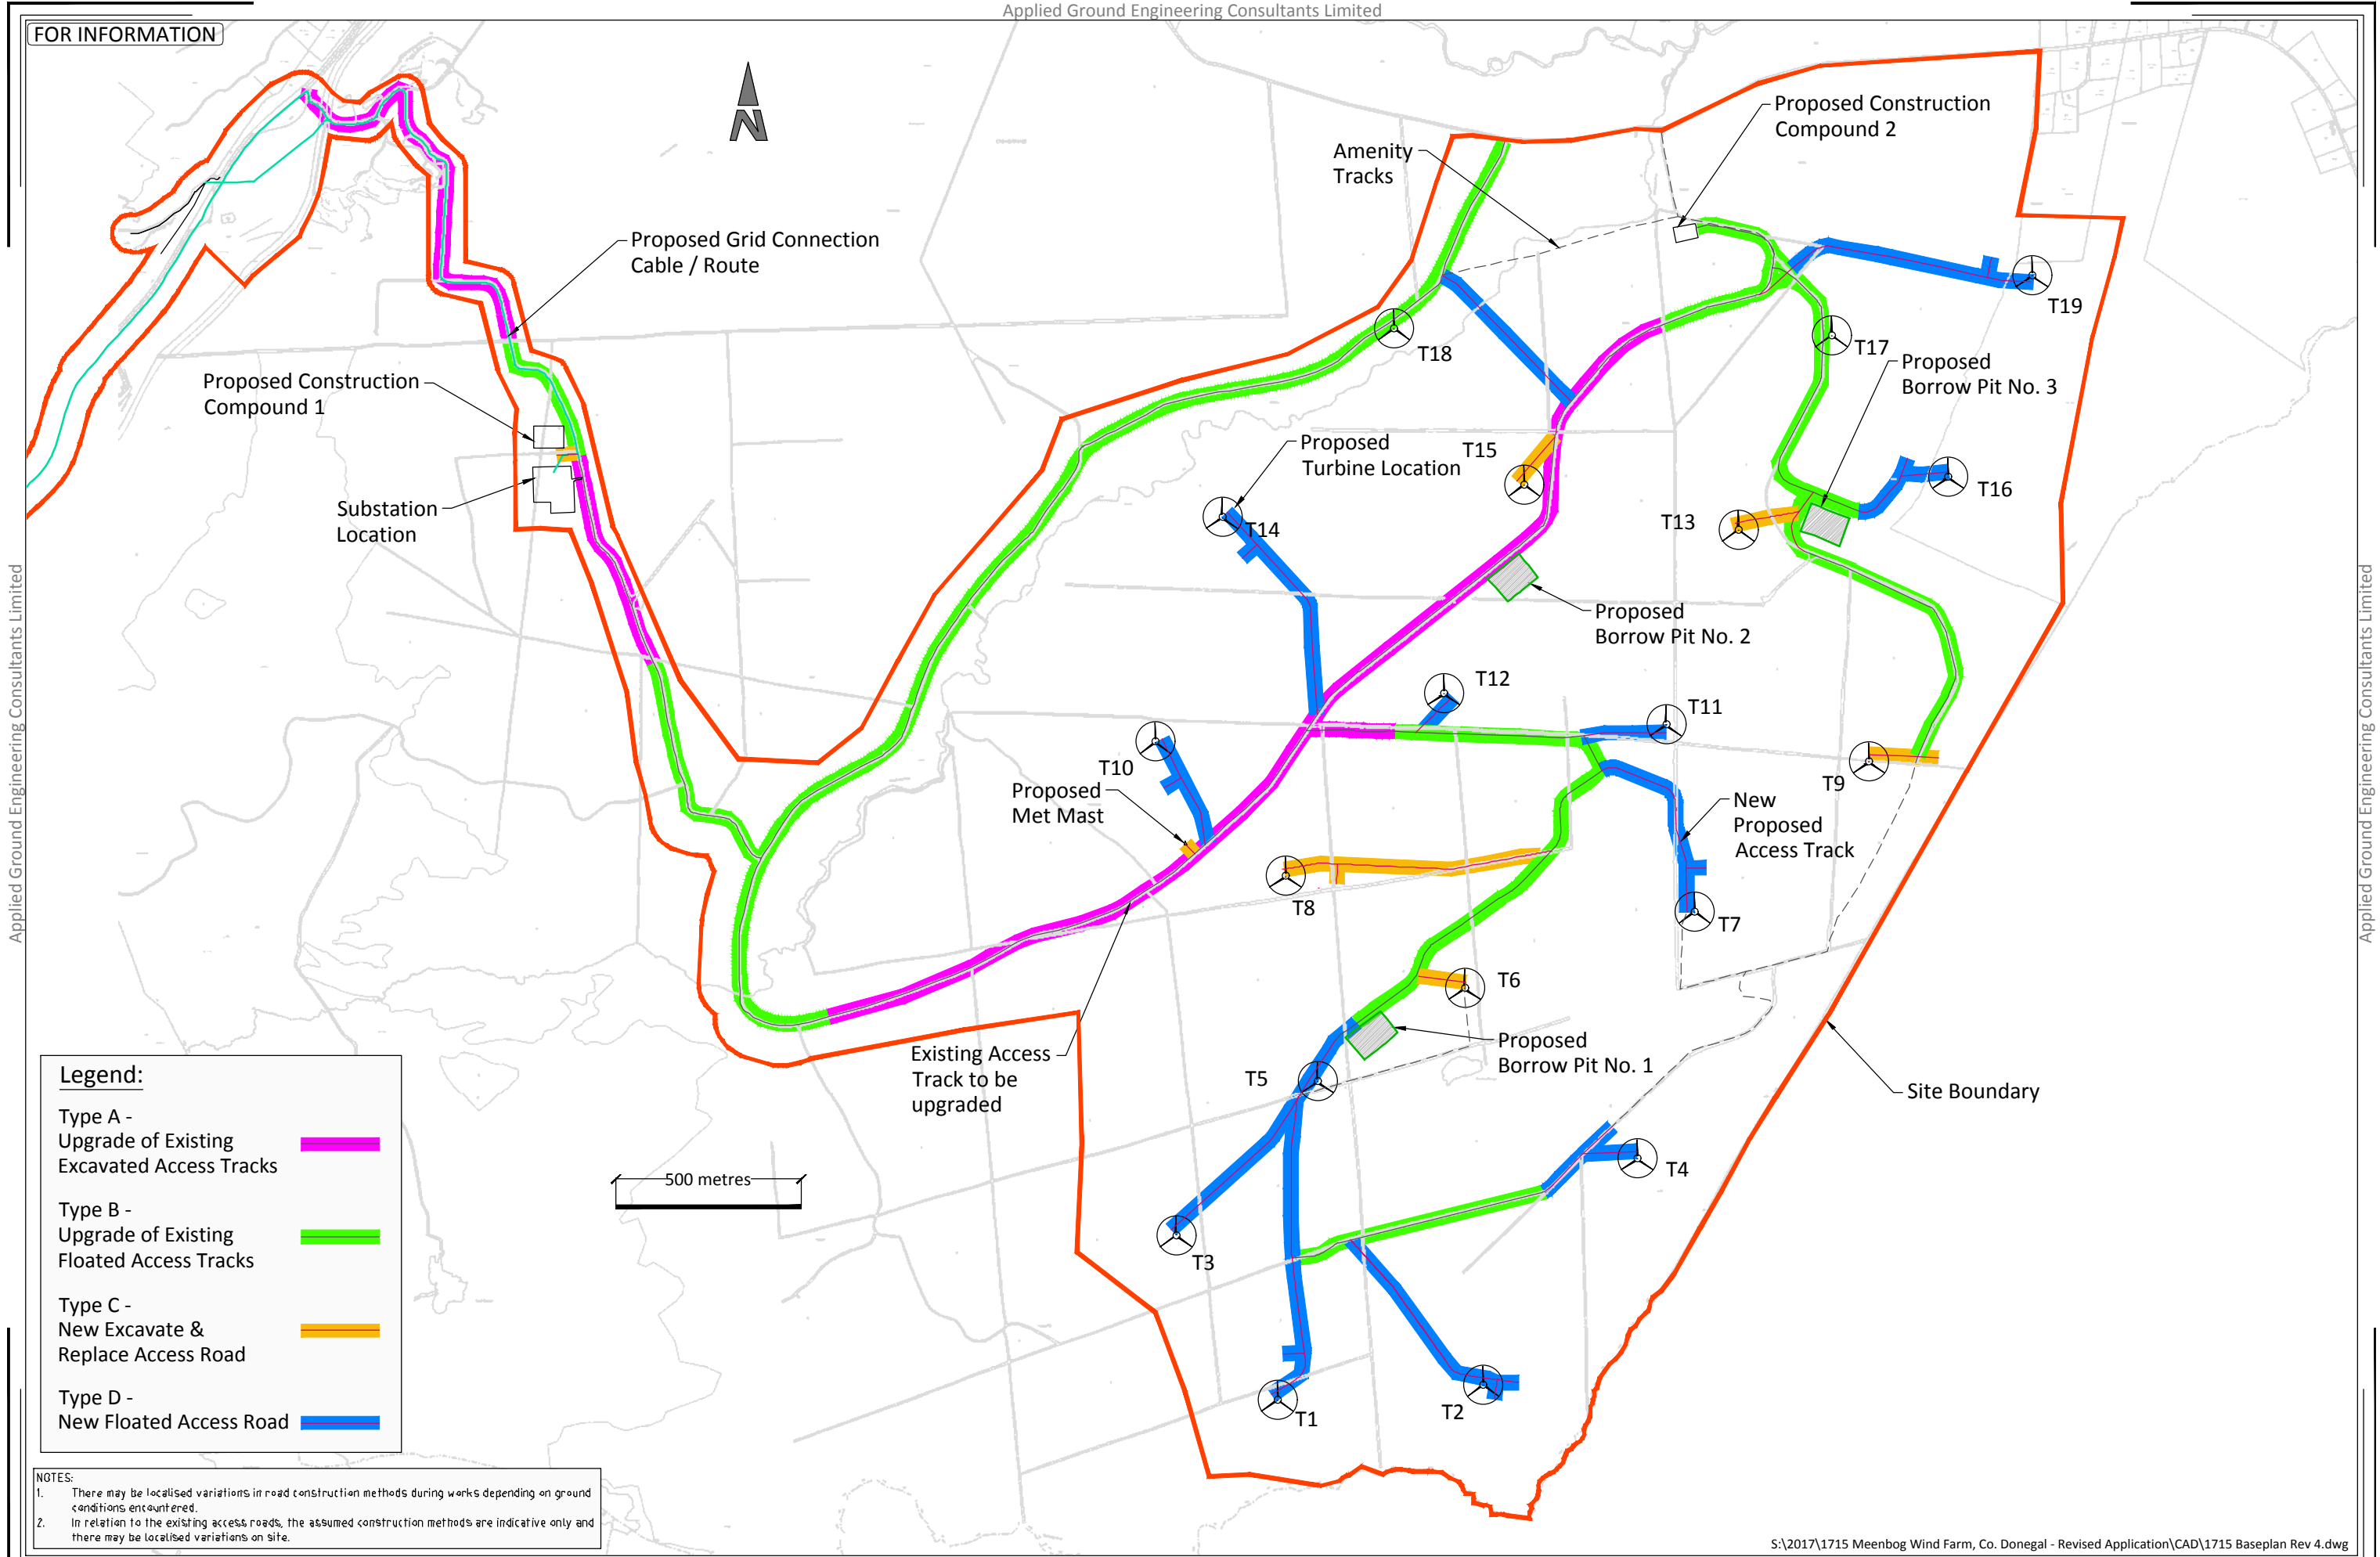 Applied Ground Engineering Consultants Limited
FOR INFORMATION
N
Proposed Construction
Compound 2
Amenity
Tracks
Proposed Grid Connection
Cable / Route
T19
T18
T17
Proposed
Borrow Pit No. 3
Proposed Construction
Compound 1
Proposed
Turbine Location
T15
T16
Substation
Location
T14
T13
Applied Ground Engineering Consultants Limited
Applied Ground Engineering Consultants Limited
Proposed
Borrow Pit No. 2
T12
T11
T10
Proposed
Met Mast
T9
New
Proposed
Access Track
T8
T7
T6
Existing Access
Track to be
upgraded
Proposed
Borrow Pit No. 1
T5
Site Boundary
Legend:
Type A -
Upgrade of Existing
Excavated Access Tracks
Type B -
Upgrade of Existing
Floated Access Tracks
Type C -
New Excavate &
Replace Access Road
Type D -
New Floated Access Road
500 metres
T4
T3
T2
T1
NOTES:
1. There may be localised variations in road construction methods during works depending on ground
conditions encountered.
2. In relation to the existing access roads, the assumed construction methods are indicative only and
there may be localised variations on site.
S:\2017\1715 Meenbog Wind Farm, Co. Donegal - Revised Application\CAD\1715 Baseplan Rev 4.dwg